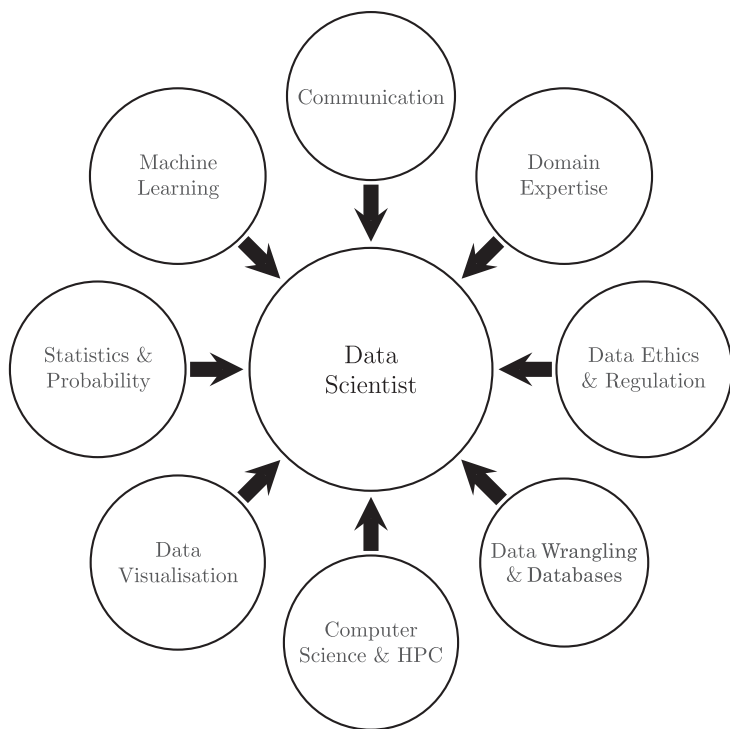 Communication
Machine
Learning
Domain
Expertise
Statistics &
Probability
Data
Scientist
Data Ethics
& Regulation
Data
Visualisation
Data Wrangling
& Databases
Computer
Science & HPC